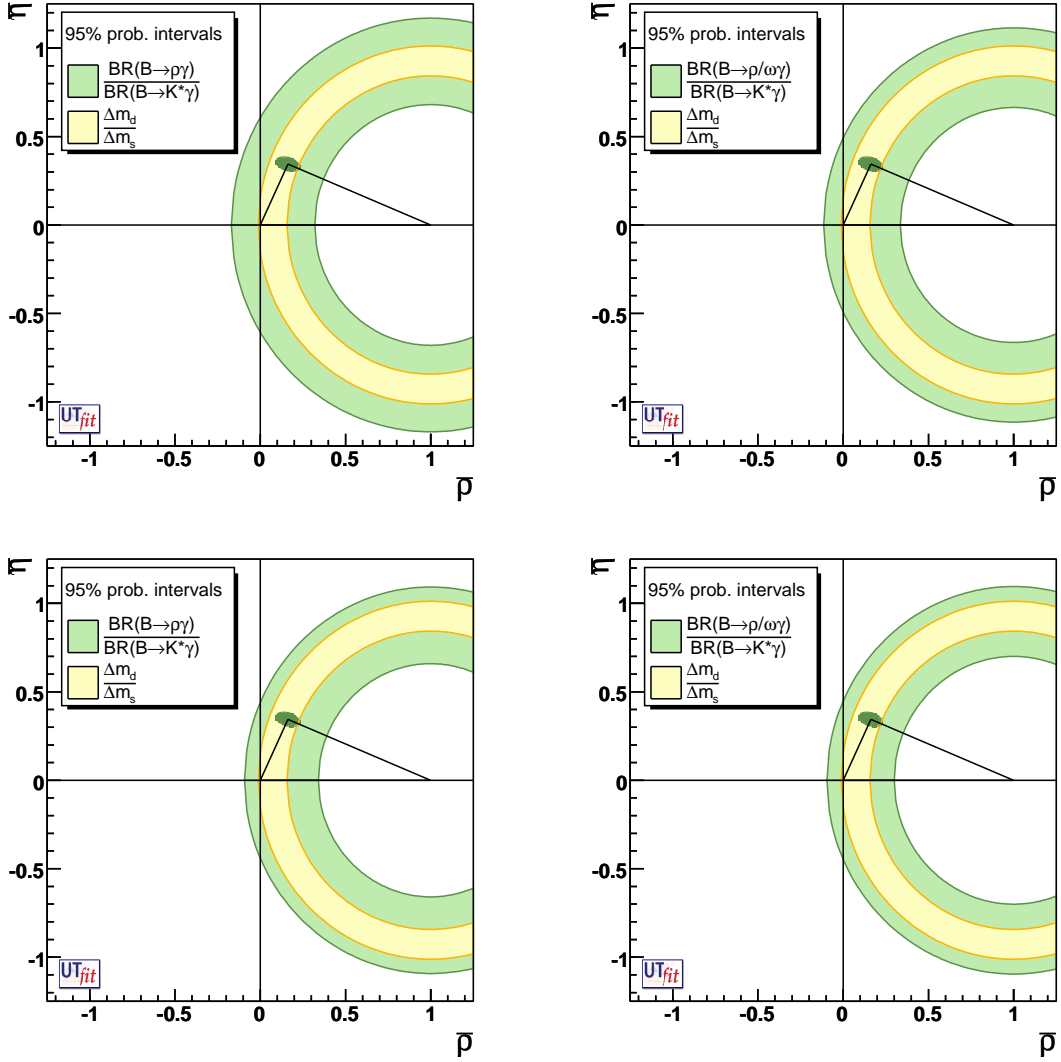 η̅
95% prob. intervals
BR(B→ργ)
BR(B→K*γ)
Δm_d
Δm_s
1
0.5
0
-0.5
-1
UTfit
-1 -0.5 0 0.5 1
ρ̅
η̅
95% prob. intervals
BR(B→ρ/ωγ)
BR(B→K*γ)
Δm_d
Δm_s
1
0.5
0
-0.5
-1
UTfit
-1 -0.5 0 0.5 1
ρ̅
η̅
95% prob. intervals
BR(B→ργ)
BR(B→K*γ)
Δm_d
Δm_s
1
0.5
0
-0.5
-1
UTfit
-1 -0.5 0 0.5 1
ρ̅
η̅
95% prob. intervals
BR(B→ρ/ωγ)
BR(B→K*γ)
Δm_d
Δm_s
1
0.5
0
-0.5
-1
UTfit
-1 -0.5 0 0.5 1
ρ̅